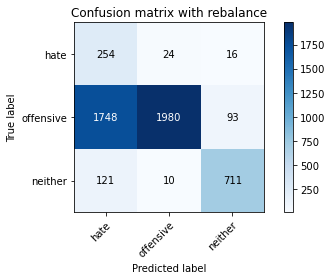 Confusion matrix with rebalance
True label
hate
254 24 16
offensive
1748 1980 93
neither
121 10 711
hate
offensive
neither
Predicted label
1750
1500
1250
1000
750
500
250